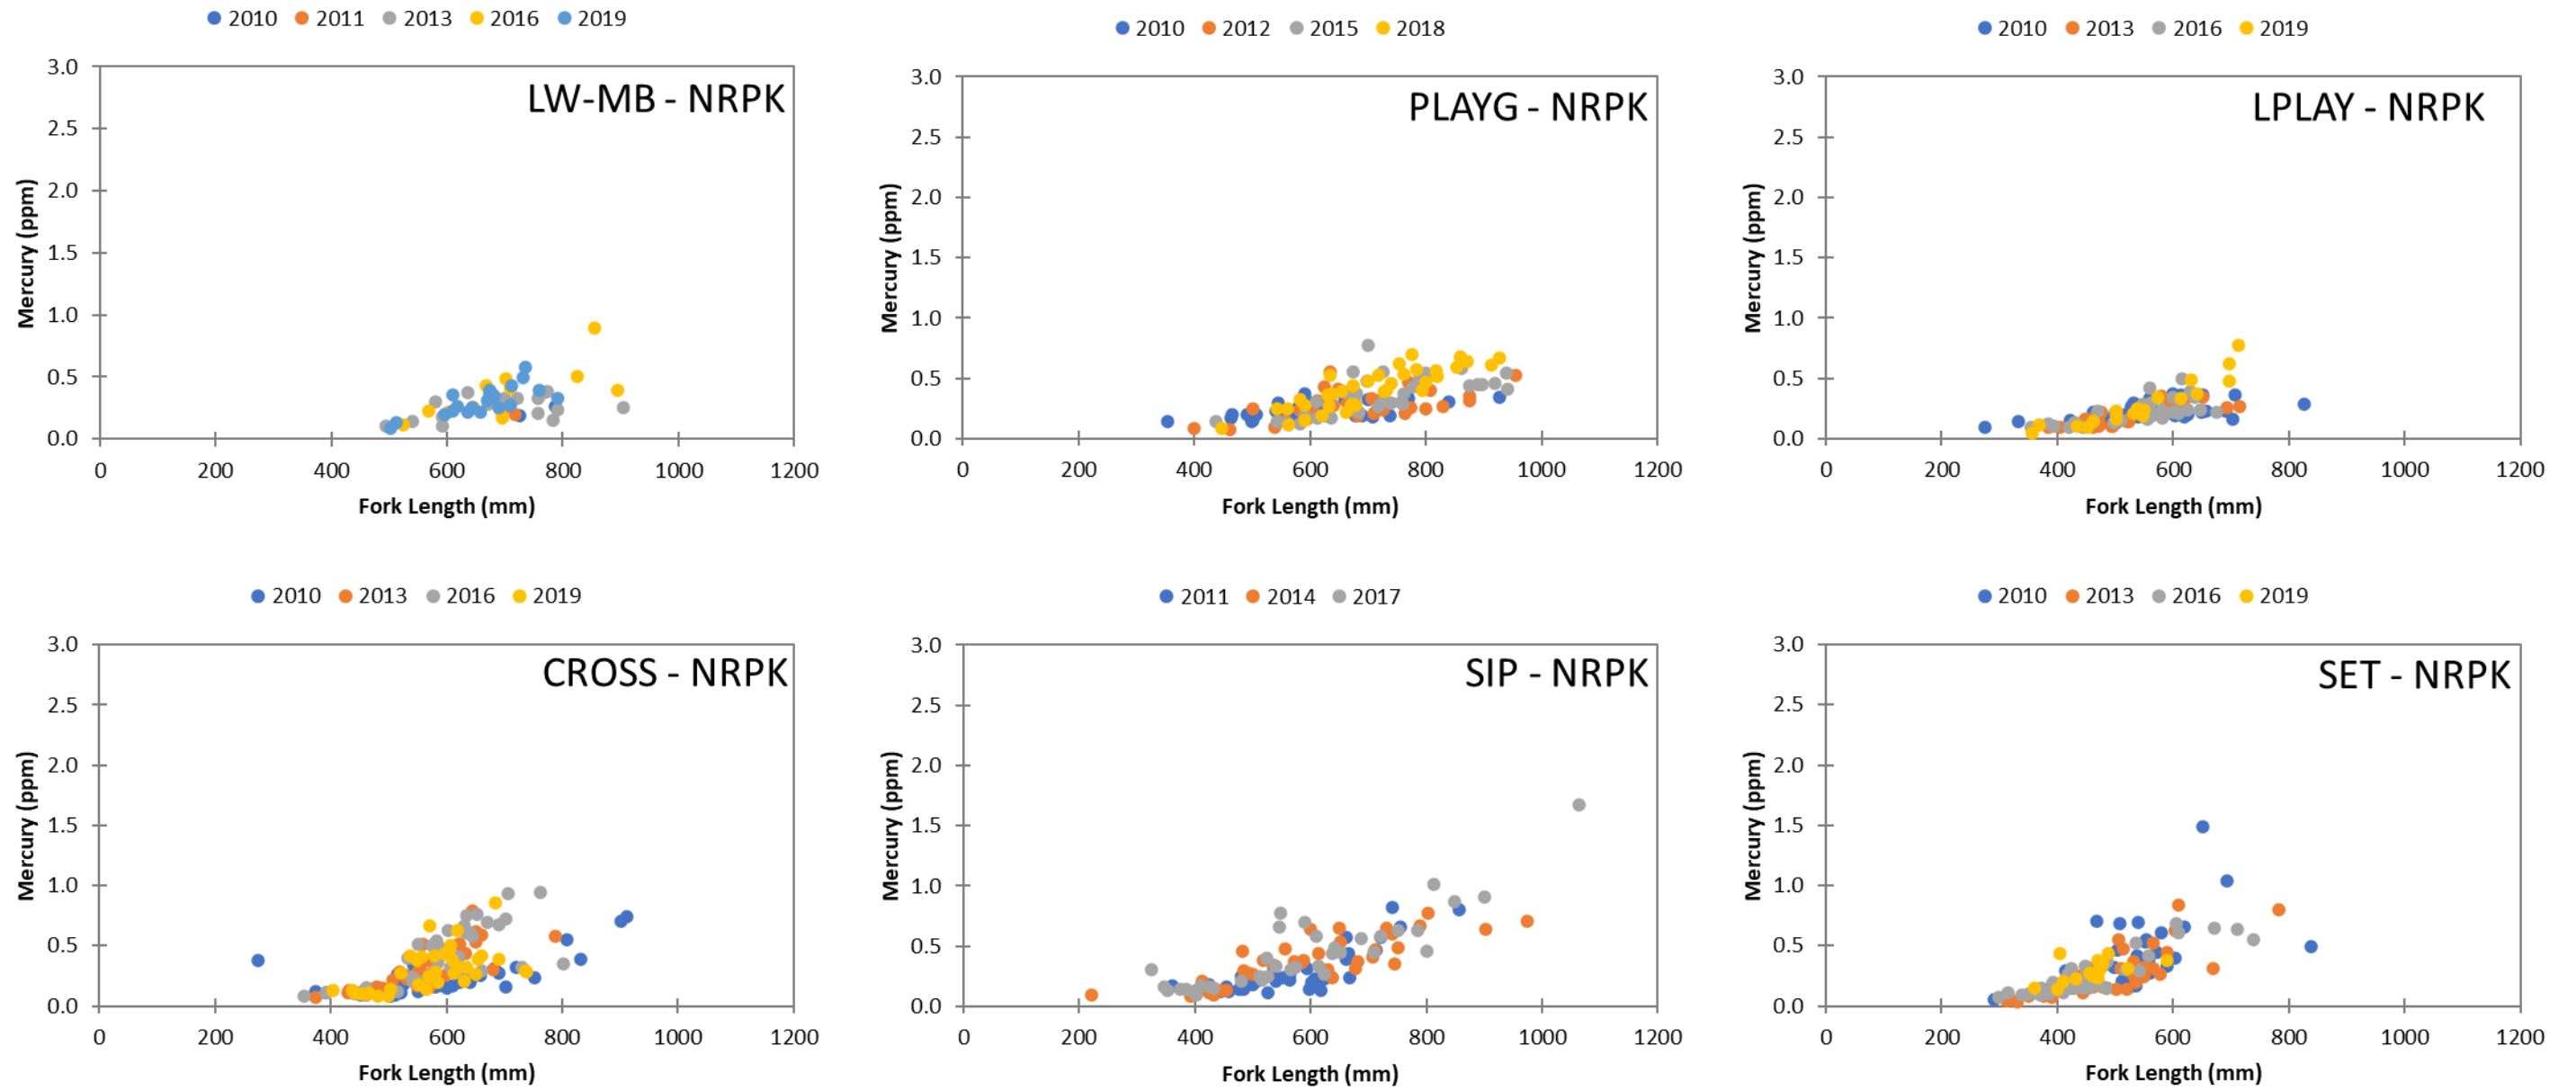 2010 2011 2013 2016 2019
LW-MB - NRPK
3.0
2.5
2.0
1.5
1.0
0.5
0.0
0 200 400 600 800 1000 1200
Mercury (ppm)
Fork Length (mm)
2010 2012 2015 2018
PLAYG - NRPK
3.0
2.5
2.0
1.5
1.0
0.5
0.0
0 200 400 600 800 1000 1200
Mercury (ppm)
Fork Length (mm)
2010 2013 2016 2019
LPLAY - NRPK
3.0
2.5
2.0
1.5
1.0
0.5
0.0
0 200 400 600 800 1000 1200
Mercury (ppm)
Fork Length (mm)
2010 2013 2016 2019
CROSS - NRPK
3.0
2.5
2.0
1.5
1.0
0.5
0.0
0 200 400 600 800 1000 1200
Mercury (ppm)
Fork Length (mm)
2011 2014 2017
SIP - NRPK
3.0
2.5
2.0
1.5
1.0
0.5
0.0
0 200 400 600 800 1000 1200
Mercury (ppm)
Fork Length (mm)
2010 2013 2016 2019
SET - NRPK
3.0
2.5
2.0
1.5
1.0
0.5
0.0
0 200 400 600 800 1000 1200
Mercury (ppm)
Fork Length (mm)